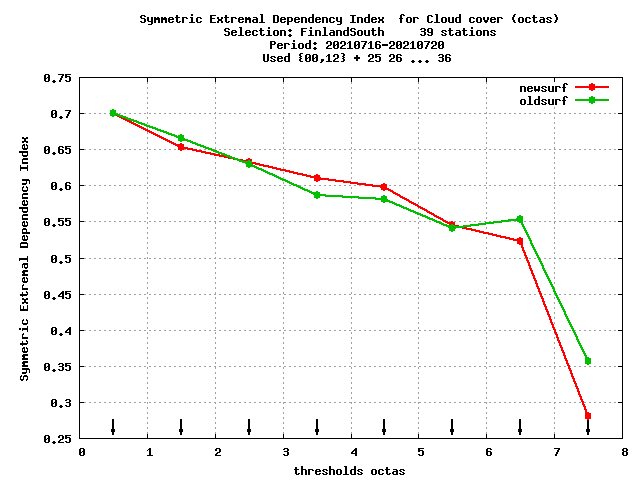 Symmetric Extremal Dependency Index  for Cloud cover (octas)
Selection: FinlandSouth     39 stations
Period: 20210716-20210720
Used {00,12} + 25 26 ... 36
newsurf
oldsurf
Symmetric Extremal Dependency Index
0.75
0.7
0.65
0.6
0.55
0.5
0.45
0.4
0.35
0.3
0.25
0 1 2 3 4 5 6 7 8
thresholds octas